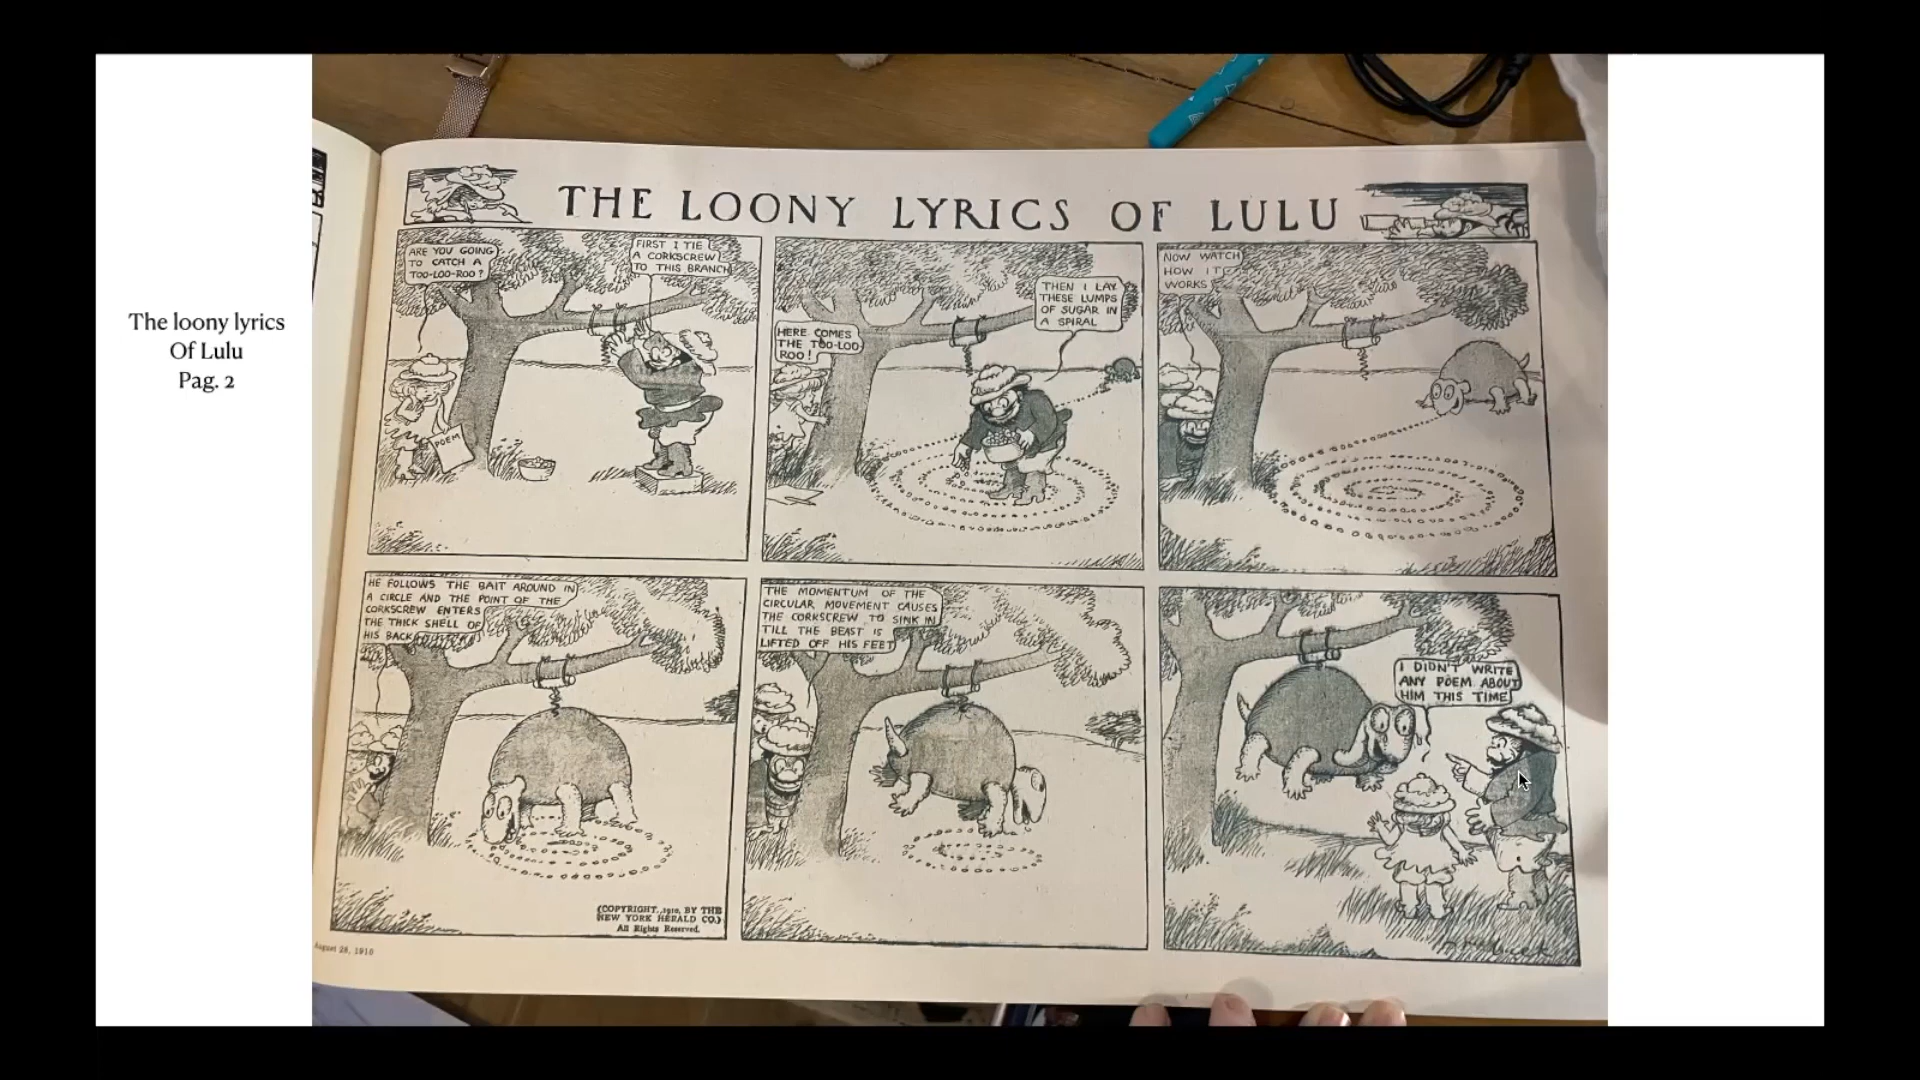 The loony lyrics
Of Lulu
Pag. 2
THE LOONY LYRICS OF LULU
ARE YOU GOING
TO CATCH A
TOO-LOO-ROO?
FIRST I TIE
A CORKSCREW
TO THIS BRANCH
POEM
HERE COMES
THE TOO-LOO-
ROO!
THEN I LAY
THESE LUMPS
OF SUGAR IN
A SPIRAL
NOW WATCH
HOW IT
WORKS
HE FOLLOWS THE BAIT AROUND IN
A CIRCLE AND THE POINT OF THE
CORKSCREW ENTERS
THE THICK SHELL OF
HIS BACK
(COPYRIGHT, 1910, BY THE
NEW YORK HERALD CO.)
All Rights Reserved.
THE MOMENTUM OF THE
CIRCULAR MOVEMENT CAUSES
THE CORKSCREW TO SINK IN
TILL THE BEAST IS
LIFTED OFF HIS FEET
I DIDN'T WRITE
ANY POEM ABOUT
HIM THIS TIME
August 28, 1910